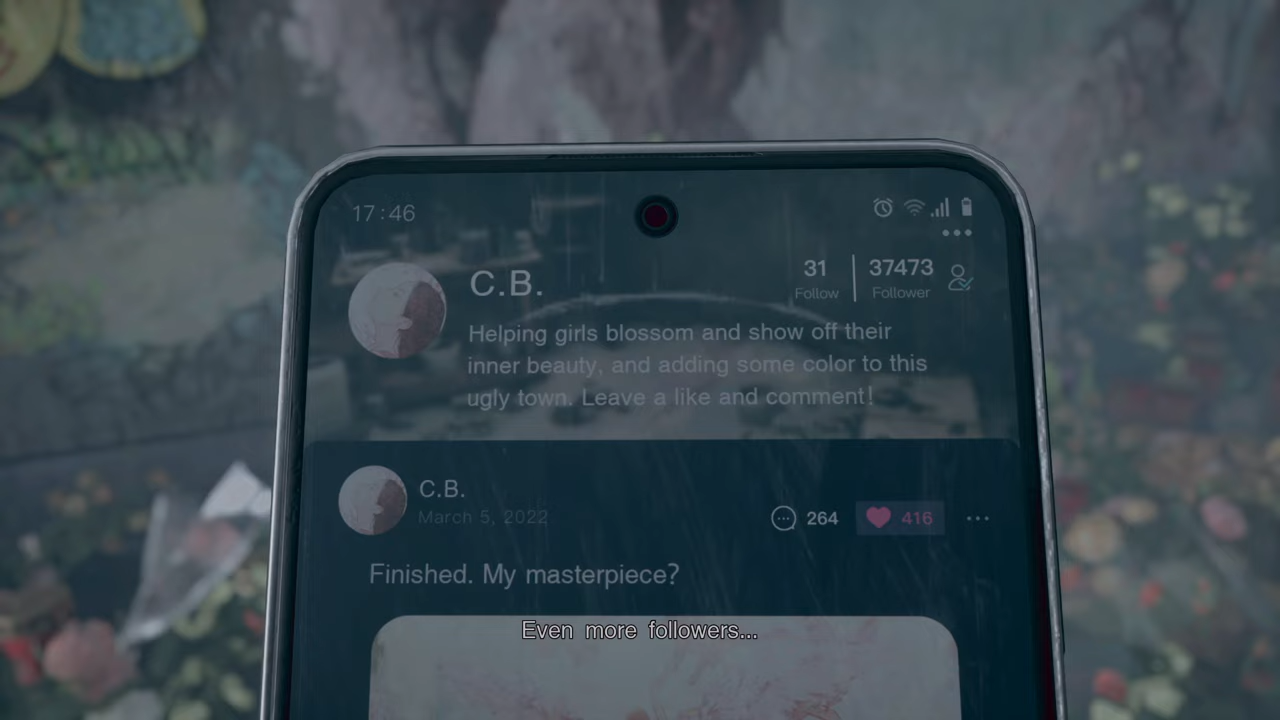 17:46
C.B.
31
Follow
37473
Follower
Helping girls blossom and show off their
inner beauty, and adding some color to this
ugly town. Leave a like and comment!
C.B.
March 5, 2022
264
416
Finished. My masterpiece?
Even more followers...